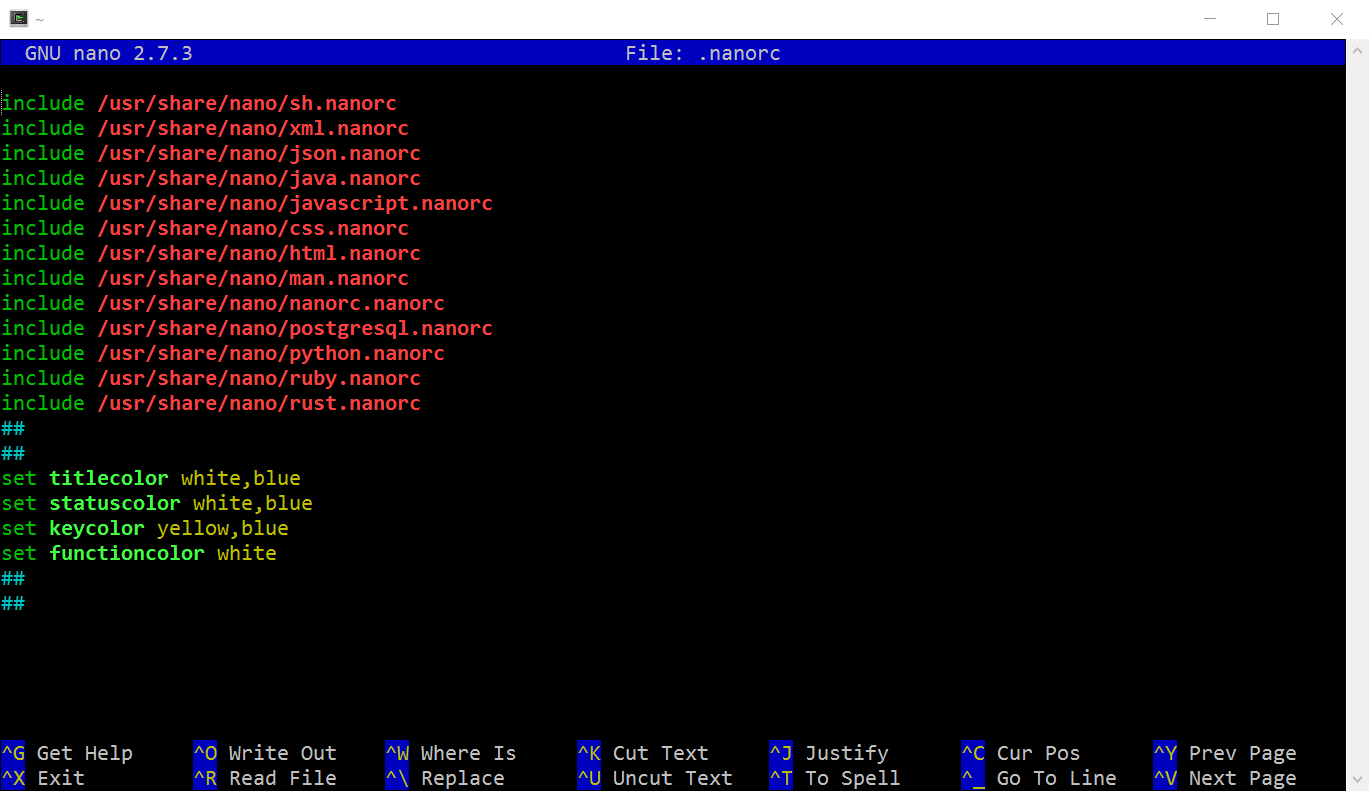 ~
GNU nano 2.7.3 File: .nanorc
include /usr/share/nano/sh.nanorc
include /usr/share/nano/xml.nanorc
include /usr/share/nano/json.nanorc
include /usr/share/nano/java.nanorc
include /usr/share/nano/javascript.nanorc
include /usr/share/nano/css.nanorc
include /usr/share/nano/html.nanorc
include /usr/share/nano/man.nanorc
include /usr/share/nano/nanorc.nanorc
include /usr/share/nano/postgresql.nanorc
include /usr/share/nano/python.nanorc
include /usr/share/nano/ruby.nanorc
include /usr/share/nano/rust.nanorc
##
##
set titlecolor white,blue
set statuscolor white,blue
set keycolor yellow,blue
set functioncolor white
##
##
^G Get Help ^O Write Out ^W Where Is ^K Cut Text ^J Justify ^C Cur Pos ^Y Prev Page
^X Exit ^R Read File ^\ Replace ^U Uncut Text ^T To Spell ^_ Go To Line ^V Next Page